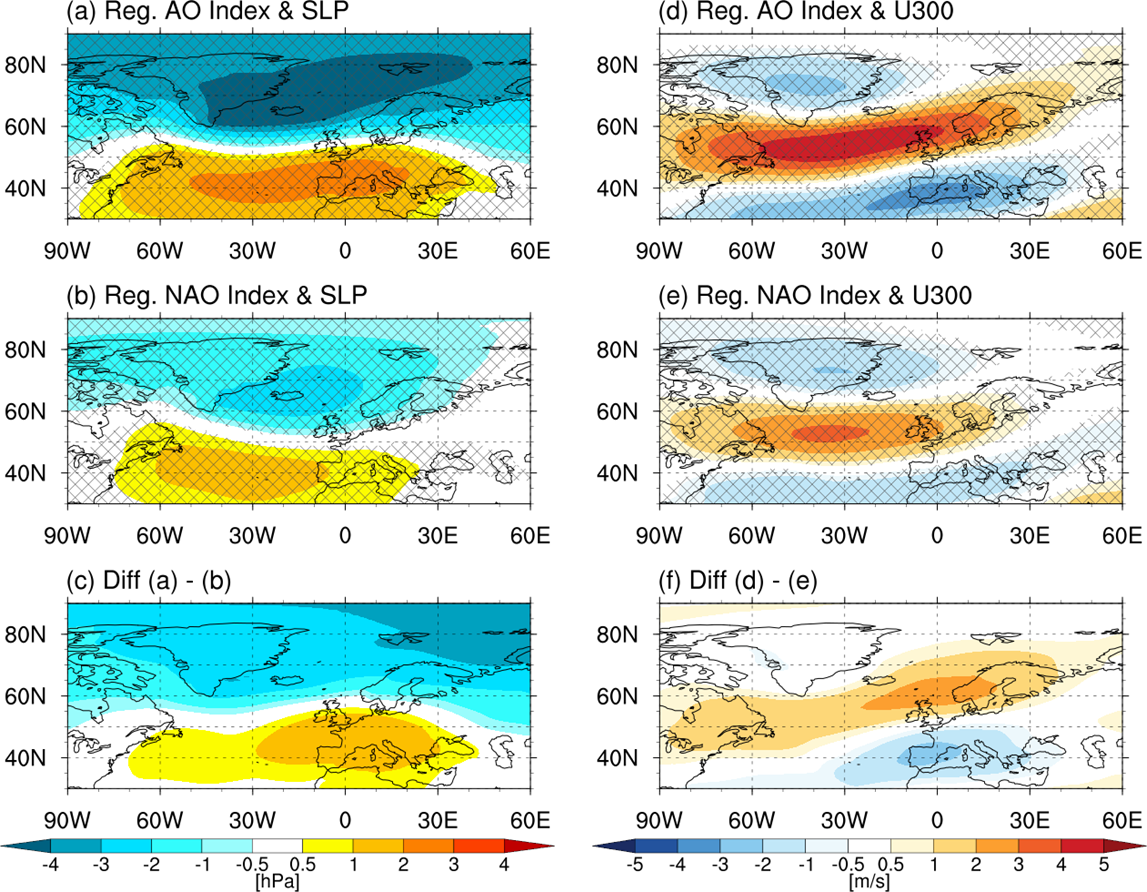 (a) Reg. AO Index & SLP
80N
60N
40N
90W 60W 30W 0 30E 60E
(d) Reg. AO Index & U300
80N
60N
40N
90W 60W 30W 0 30E 60E
(b) Reg. NAO Index & SLP
80N
60N
40N
90W 60W 30W 0 30E 60E
(e) Reg. NAO Index & U300
80N
60N
40N
90W 60W 30W 0 30E 60E
(c) Diff (a) - (b)
80N
60N
40N
90W 60W 30W 0 30E 60E
-4 -3 -2 -1 -0.5 0.5 1 2 3 4
[hPa]
(f) Diff (d) - (e)
80N
60N
40N
90W 60W 30W 0 30E 60E
-5 -4 -3 -2 -1 -0.5 0.5 1 2 3 4 5
[m/s]